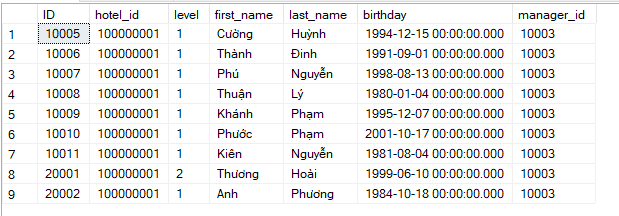 ID hotel_id level first_name last_name birthday manager_id
1 10005 100000001 1 Cường Huỳnh 1994-12-15 00:00:00.000 10003
2 10006 100000001 1 Thành Đinh 1991-09-01 00:00:00.000 10003
3 10007 100000001 1 Phú Nguyễn 1998-08-13 00:00:00.000 10003
4 10008 100000001 1 Thuận Lý 1980-01-04 00:00:00.000 10003
5 10009 100000001 1 Khánh Phạm 1995-12-07 00:00:00.000 10003
6 10010 100000001 1 Phước Phạm 2001-10-17 00:00:00.000 10003
7 10011 100000001 1 Kiên Nguyễn 1981-08-04 00:00:00.000 10003
8 20001 100000001 2 Thương Hoài 1999-06-10 00:00:00.000 10003
9 20002 100000001 1 Anh Phương 1984-10-18 00:00:00.000 10003